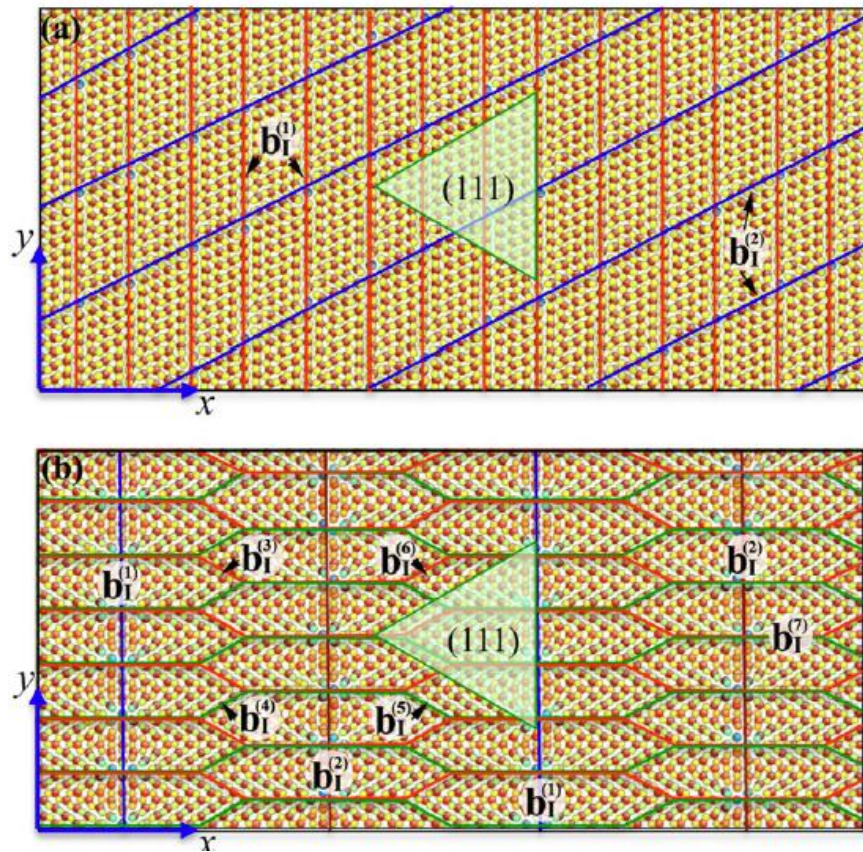 (a)
b_I^(1)
(111)
b_I^(2)
y
x
(b)
b_I^(3)
b_I^(6)
b_I^(2)
b_I^(1)
(111)
b_I^(7)
y
b_I^(4)
b_I^(5)
b_I^(2)
b_I^(1)
x